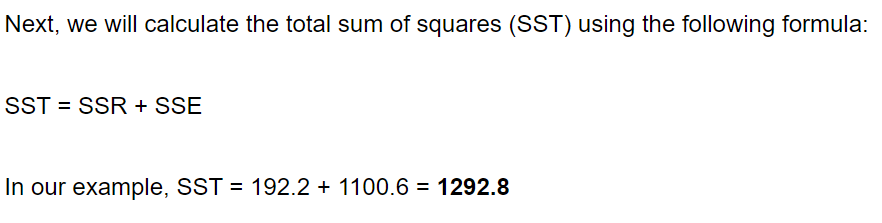 Next, we will calculate the total sum of squares (SST) using the following formula:
SST = SSR + SSE
In our example, SST = 192.2 + 1100.6 = 1292.8